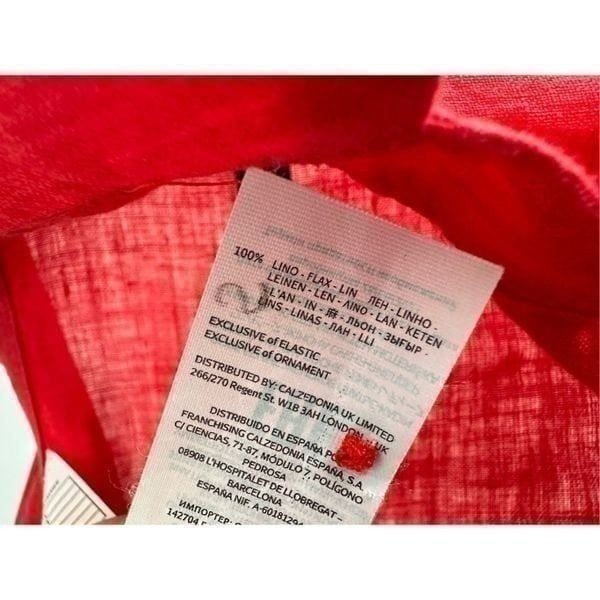 100% LINO - FLAX - LIN ЛЕН - LINHO -
LEINEN - LEN - ΛΙΝΟ - LAN - KETEN
L'AN - IN - 麻 - ЛЬОН - ЗЫҒЫР -
INS - LINAS - ЛАН - LLI
EXCLUSIVE of ELASTIC
EXCLUSIVE of ORNAMENT
DISTRIBUTED BY: CALZEDONIA UK LIMITED
266/270 Regent St. W1B 3AH LONDON - UK
DISTRIBUIDO EN ESPAÑA
FRANCHISING CALZEDONIA ESPAÑA, S.A.
C/ CIENCIAS, 71-87, MÓDULO 7, POLÍGONO
PEDROSA
08908 L'HOSPITALET DE LLOBREGAT –
BARCELONA
ESPAÑA NIF. A-60181294
ИМПОРТЕР:
142704